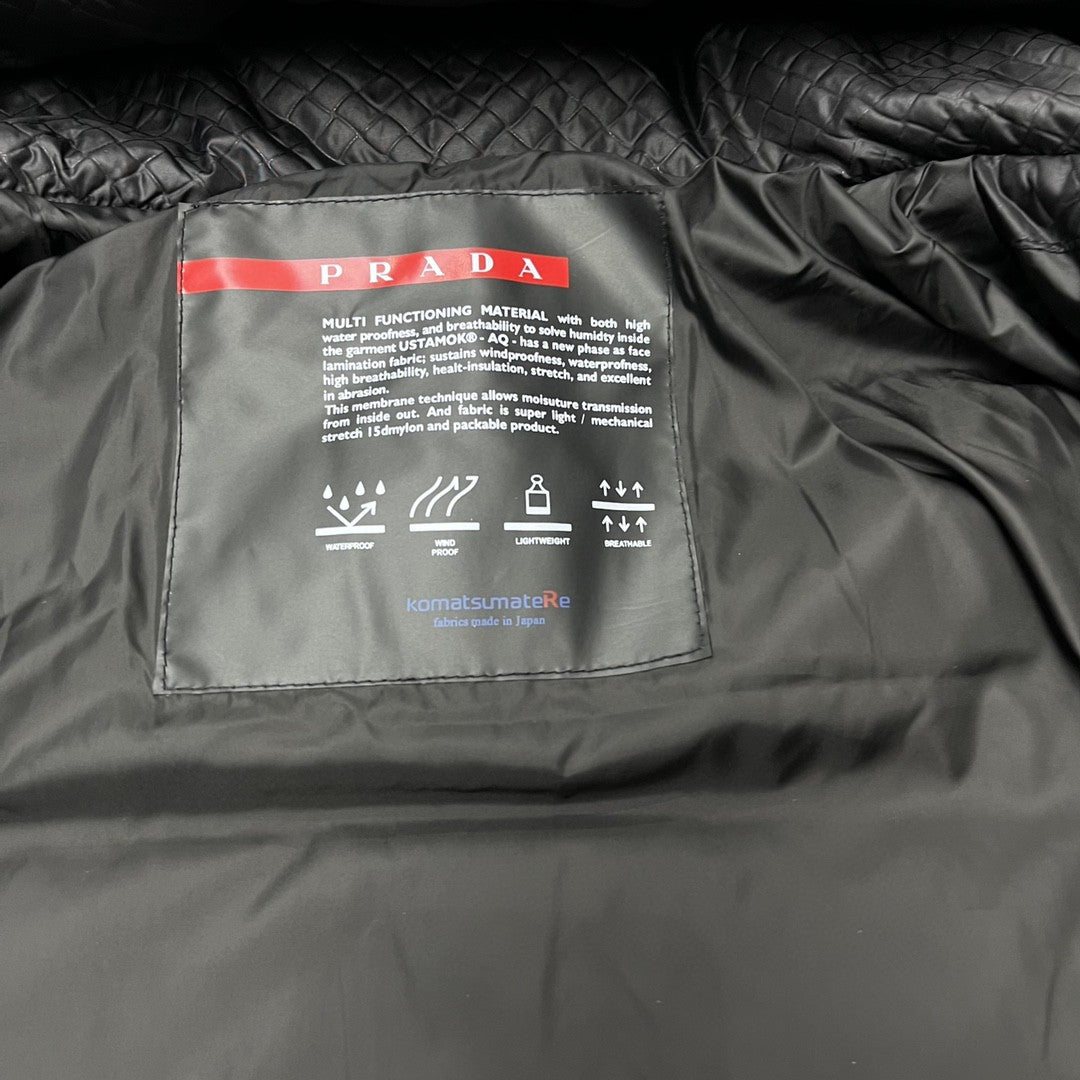 PRADA
MULTI FUNCTIONING MATERIAL with both high
water proofness, and breathability to solve humidity inside
the garment USTAMOK® - AQ - has a new phase as face
lamination fabric; sustains windproofness, waterprofness,
high breathability, healt-insulation, stretch, and excellent
in abrasion.
This membrane technique allows moisuture transmission
from inside out. And fabric is super light / mechanical
stretch 15dmylon and packable product.
WATERPROOF
WIND
PROOF
LIGHTWEIGHT
BREATHABLE
komatsumateRe
fabrics made in Japan